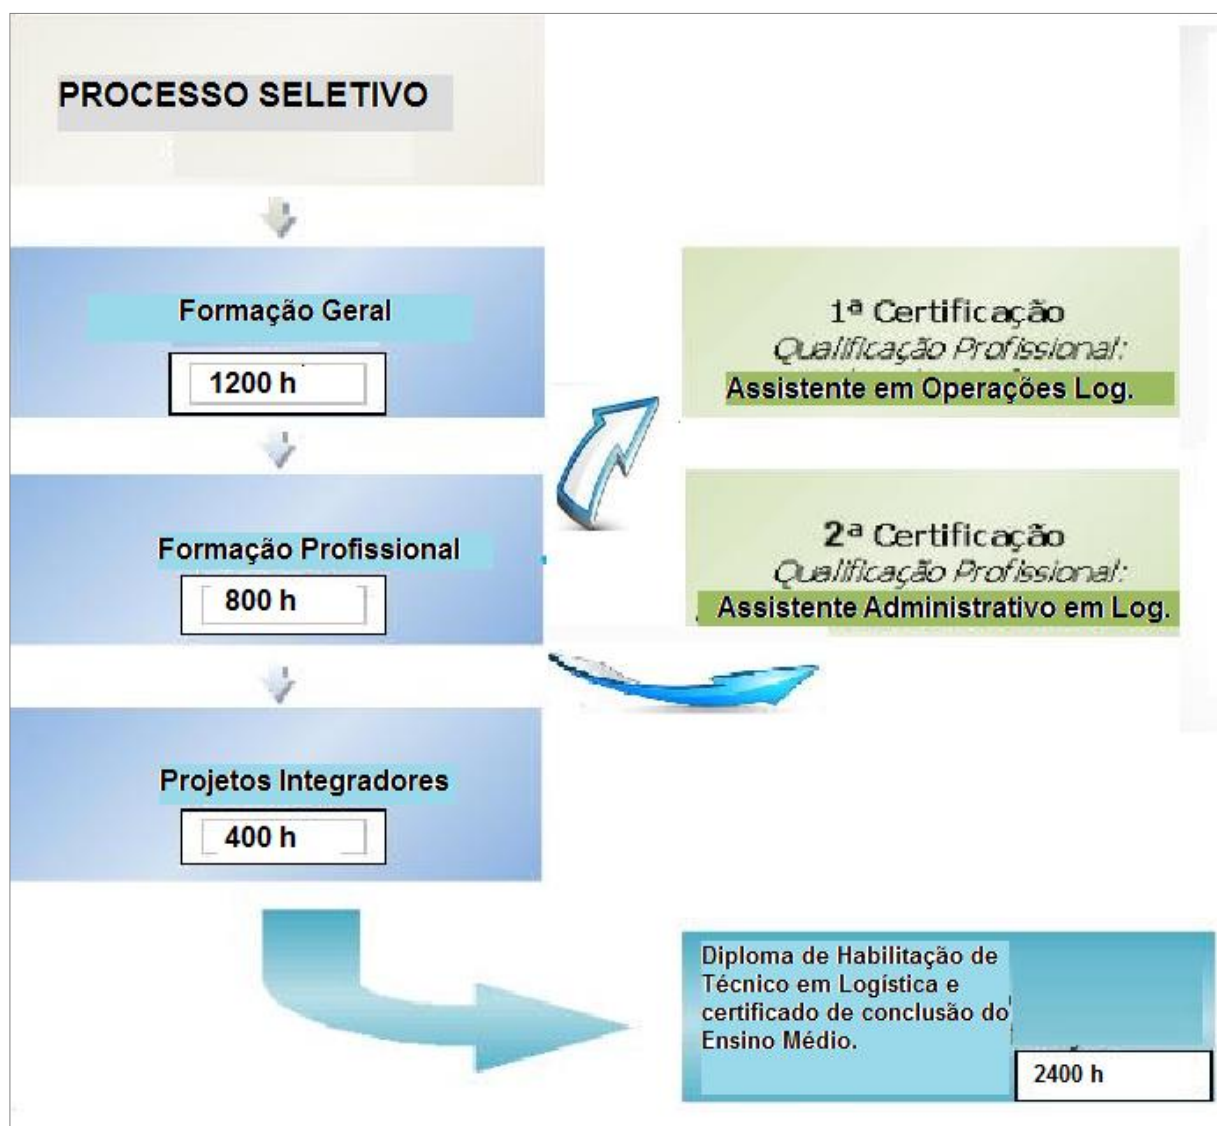 PROCESSO SELETIVO
Formação Geral
1200 h
1ª Certificação
Qualificação Profissional:
Assistente em Operações Log.
Formação Profissional
800 h
2ª Certificação
Qualificação Profissional:
Assistente Administrativo em Log.
Projetos Integradores
400 h
Diploma de Habilitação de
Técnico em Logística e
certificado de conclusão do
Ensino Médio.
2400 h